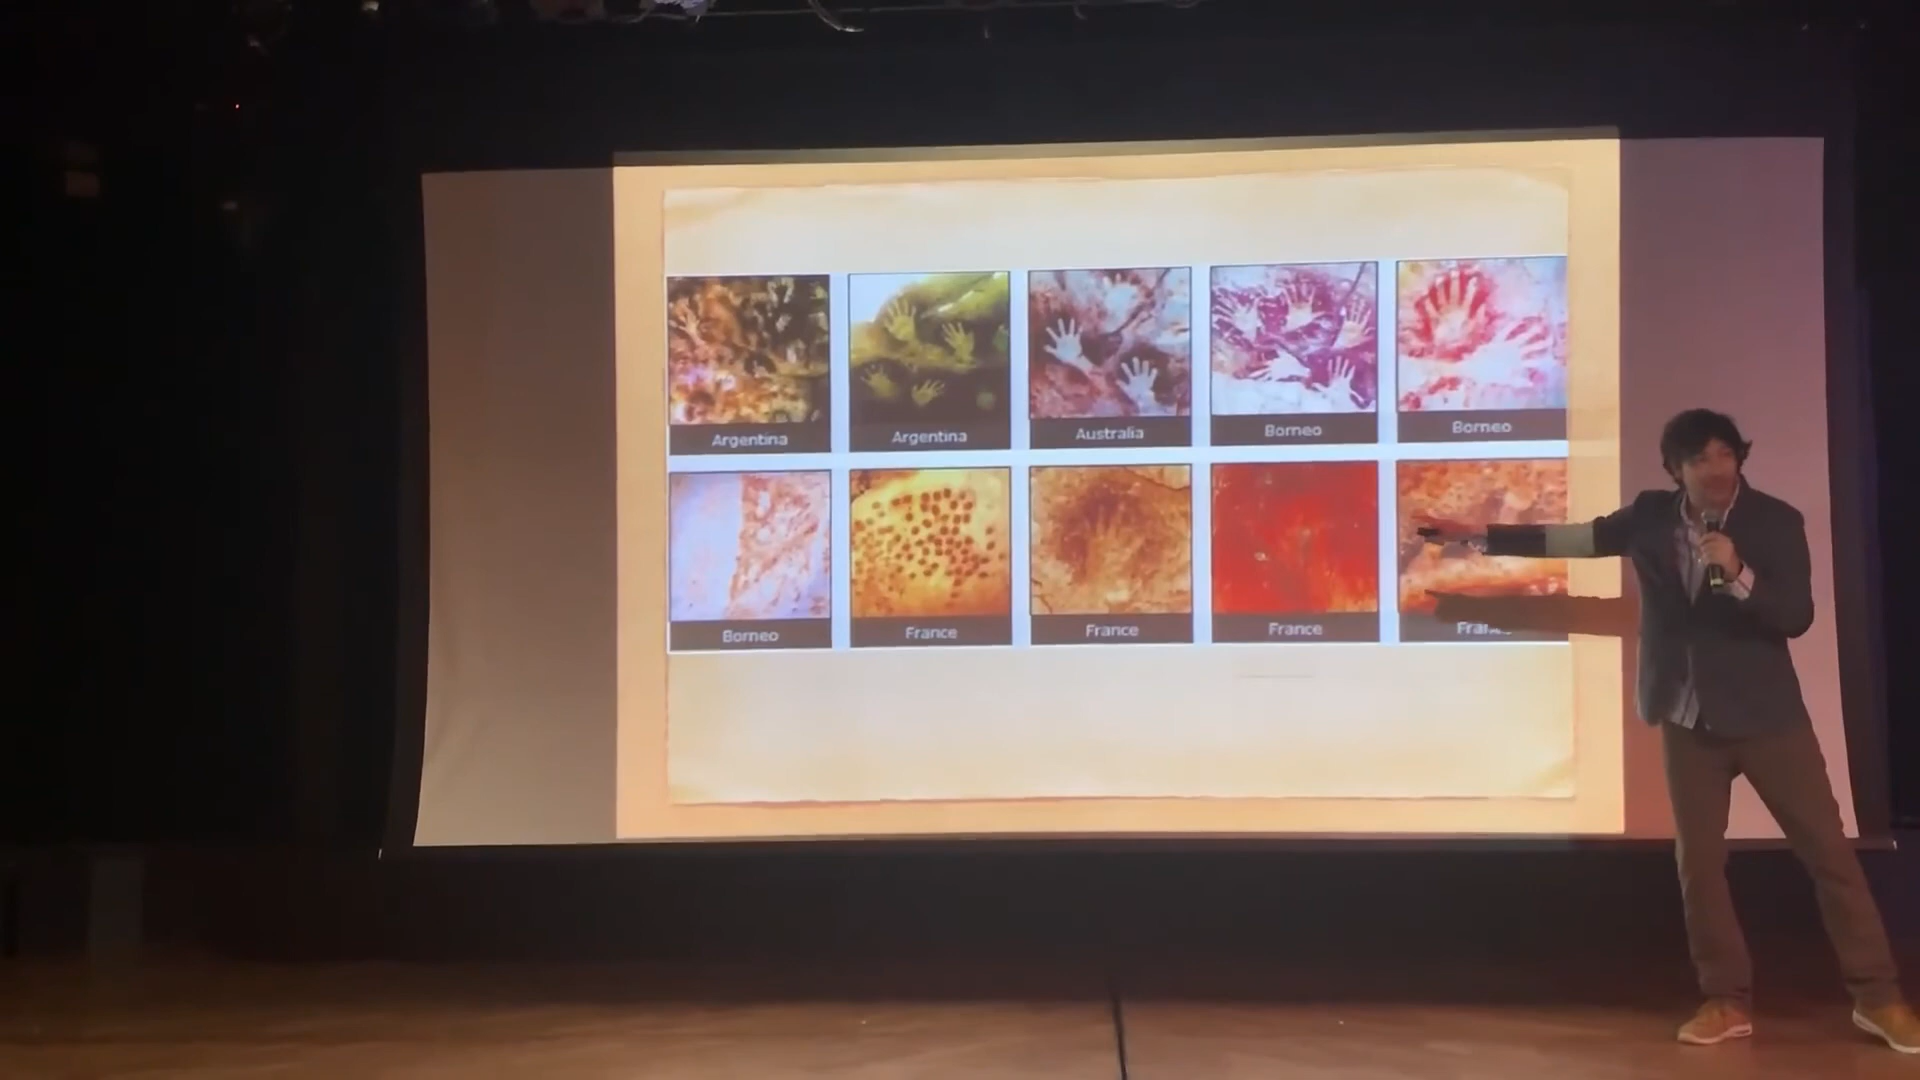 Argentina
Argentina
Australia
Borneo
Borneo
Borneo
France
France
France